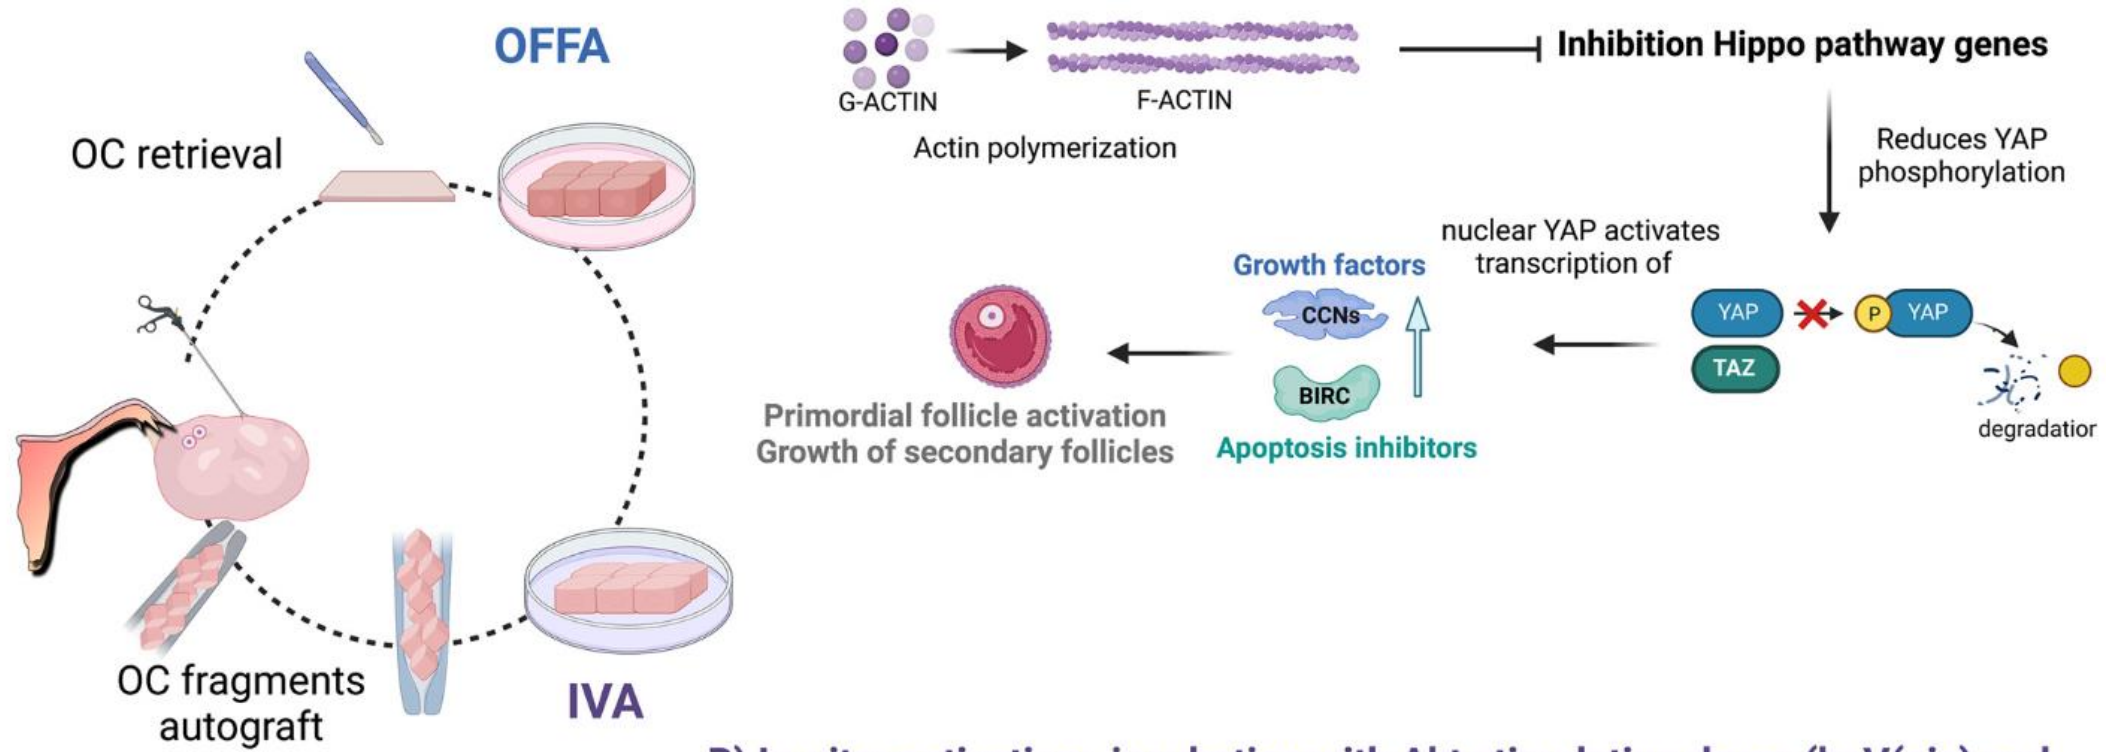 OFFA
OC retrieval
G-ACTIN
F-ACTIN
Actin polymerization
Inhibition Hippo pathway genes
Reduces YAP
phosphorylation
nuclear YAP activates
transcription of
YAP
P
YAP
TAZ
degradatior
Growth factors
CCNs
BIRC
Apoptosis inhibitors
Primordial follicle activation
Growth of secondary follicles
OC fragments
autograft
IVA